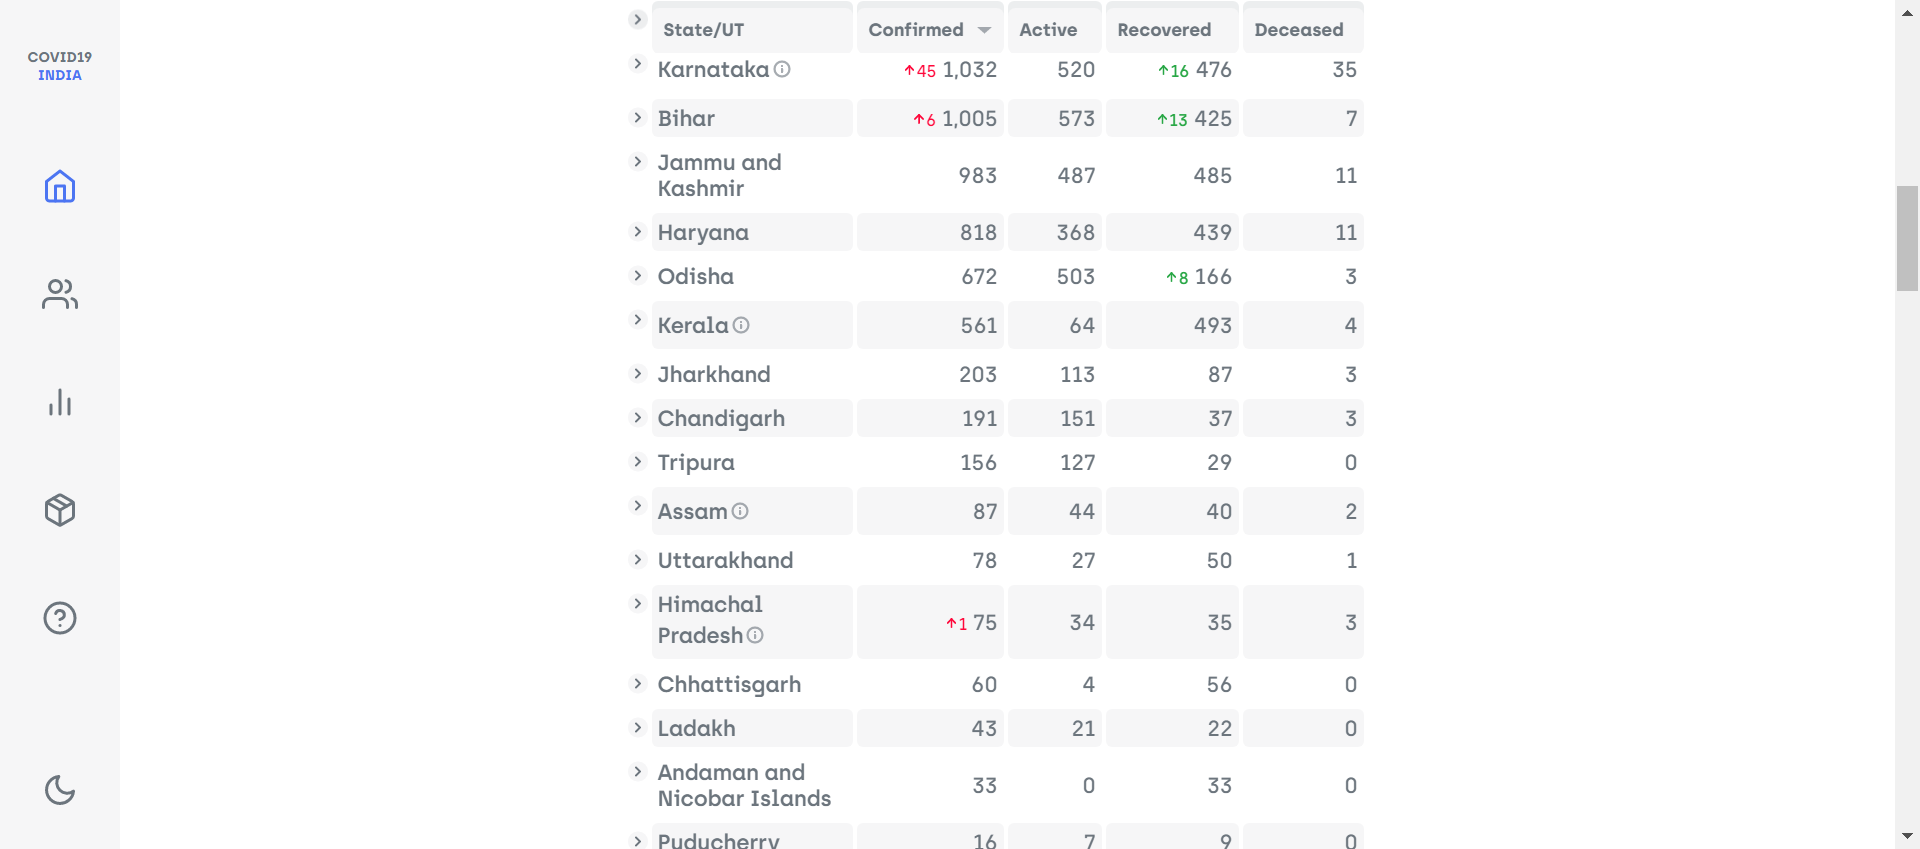 COVID19
INDIA
State/UT Confirmed Active Recovered Deceased
Karnataka ↑45 1,032 520 ↑16 476 35
Bihar ↑6 1,005 573 ↑13 425 7
Jammu and
Kashmir 983 487 485 11
Haryana 818 368 439 11
Odisha 672 503 ↑8 166 3
Kerala 561 64 493 4
Jharkhand 203 113 87 3
Chandigarh 191 151 37 3
Tripura 156 127 29 0
Assam 87 44 40 2
Uttarakhand 78 27 50 1
Himachal
Pradesh ↑1 75 34 35 3
Chhattisgarh 60 4 56 0
Ladakh 43 21 22 0
Andaman and
Nicobar Islands 33 0 33 0
Puducherry 16 7 9 0